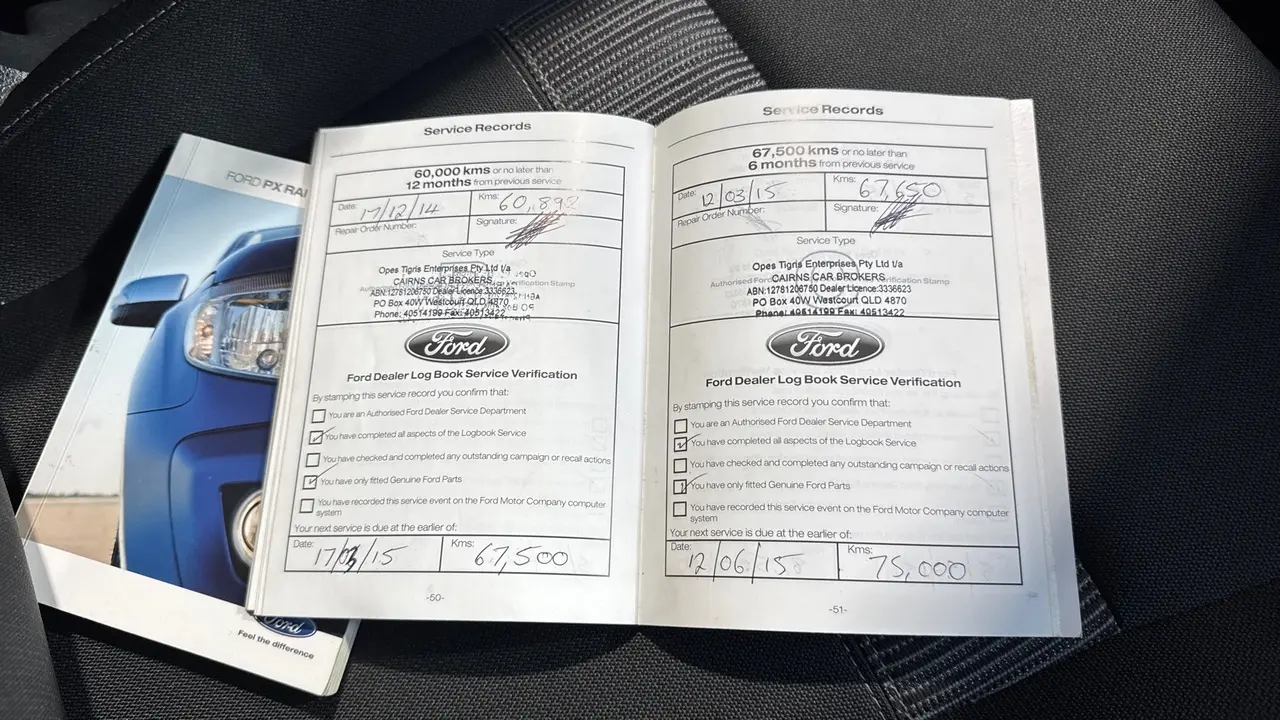 FORD PX RA
Feel the difference
Ford
Service Records
60,000 kms or no later than
12 months from previous service
Date: 17/12/14
Kms: 60,892
Repair Order Number:
Signature:
Service Type
Opes Tigris Enterprises Pty Ltd t/a
CAIRNS CAR BROKERS
ABN:12781206750 Dealer Licence:3336623
PO Box 40W Westcourt QLD 4870
Phone: 40514199 Fax: 40513422
Ford
Ford Dealer Log Book Service Verification
By stamping this service record you confirm that:
You are an Authorised Ford Dealer Service Department
You have completed all aspects of the Logbook Service
You have checked and completed any outstanding campaign or recall actions
You have only fitted Genuine Ford Parts
You have recorded this service event on the Ford Motor Company computer
system
Your next service is due at the earlier of:
Date: 17/03/15
Kms: 67,500
-50-
Service Records
67,500 kms or no later than
6 months from previous service
Date: 12/03/15
Kms: 67,650
Repair Order Number:
Signature:
Service Type
Opes Tigris Enterprises Pty Ltd t/a
CAIRNS CAR BROKERS
Authorised Ford Verification Stamp
ABN:12781206750 Dealer Licence:3336623
PO Box 40W Westcourt QLD 4870
Phone: 40514199 Fax: 40513422
Ford
Ford Dealer Log Book Service Verification
By stamping this service record you confirm that:
You are an Authorised Ford Dealer Service Department
You have completed all aspects of the Logbook Service
You have checked and completed any outstanding campaign or recall actions
You have only fitted Genuine Ford Parts
You have recorded this service event on the Ford Motor Company computer
system
Your next service is due at the earlier of:
Date: 12/06/15
Kms: 75,000
-51-